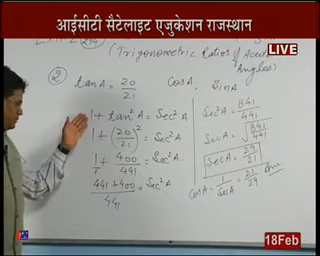 आईसीटी सैटेलाइट एजुकेशन राजस्थान
LIVE
(Trigonometric Ratios of Acute Angles)
② tan A = 20/21 Cos A Sin A
1 + tan² A = Sec² A
1 + (20/21)² = Sec² A
1/1 + 400/441 = Sec² A
441 + 400 / 441 = Sec² A
Sec² A = 841/441
Sec A = √841/441
Sec A = 29/21
Cos A = 1/Sec A = 21/29 Ans
18Feb